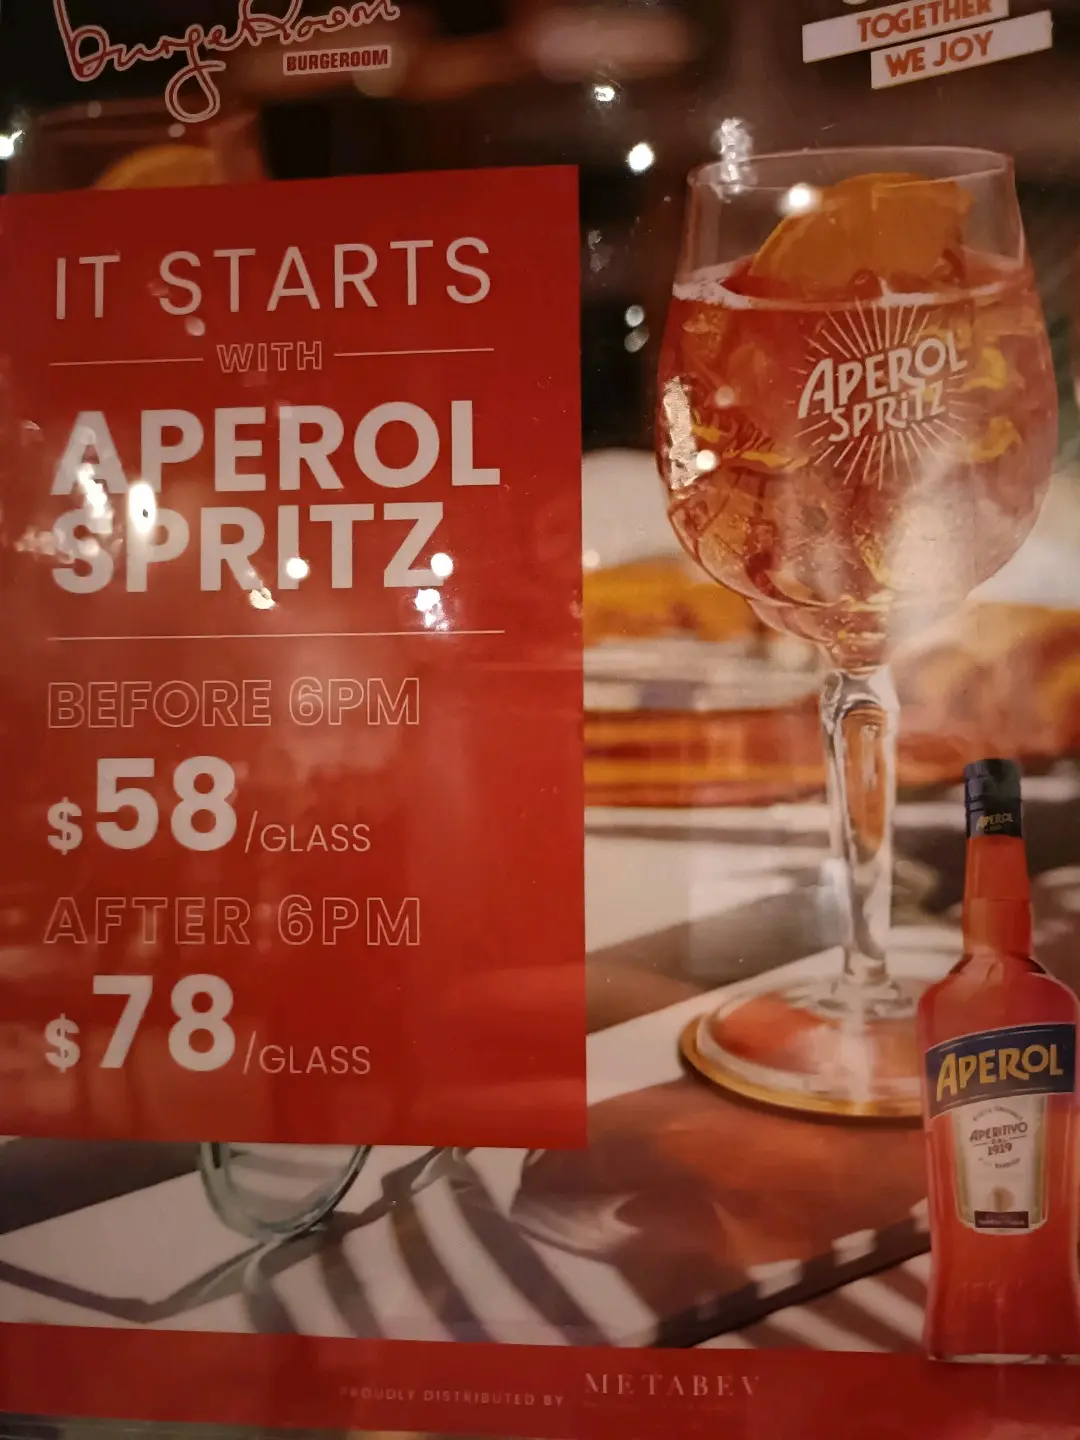 burgeRoom
BURGEROOM
TOGETHER
WE JOY
IT STARTS
WITH
APEROL
SPRITZ
BEFORE 6PM
$58/GLASS
AFTER 6PM
$78/GLASS
APEROL
SPRiTZ
APEROL
APEROL
APERITIVO
1919
PROUDLY DISTRIBUTED BY METABEV